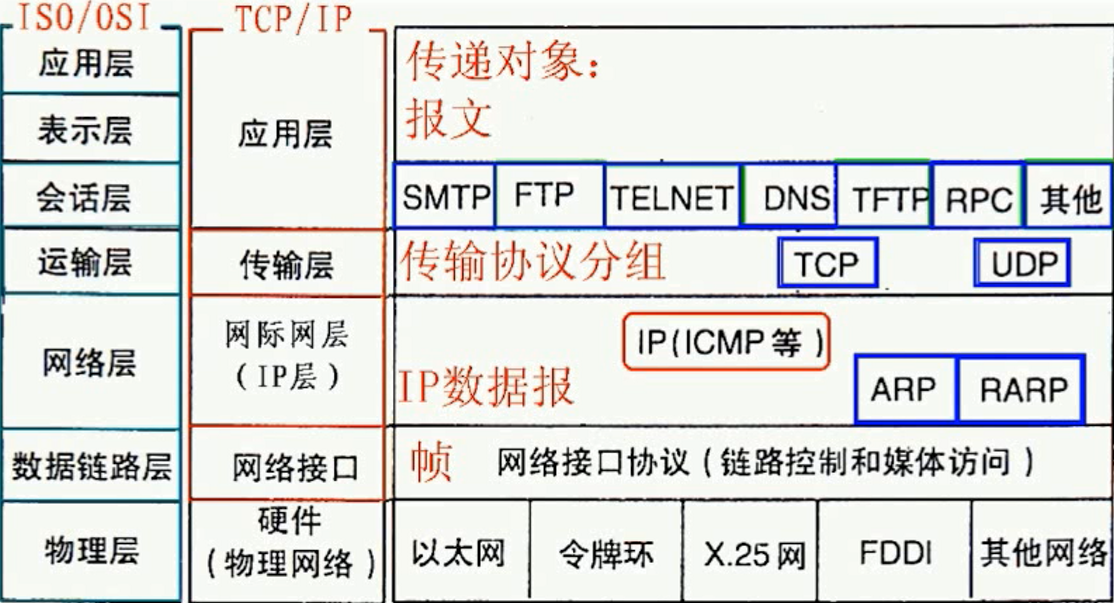 ISO/OSI TCP/IP
应用层 传递对象：
表示层 应用层 报文
会话层 SMTP FTP TELNET DNS TFTP RPC 其他
运输层 传输层 传输协议分组 TCP UDP
网际网层 IP(ICMP等)
网络层 (IP层) IP数据报 ARP RARP
数据链路层 网络接口 帧 网络接口协议(链路控制和媒体访问)
硬件
物理层 (物理网络) 以太网 令牌环 X.25网 FDDI 其他网络